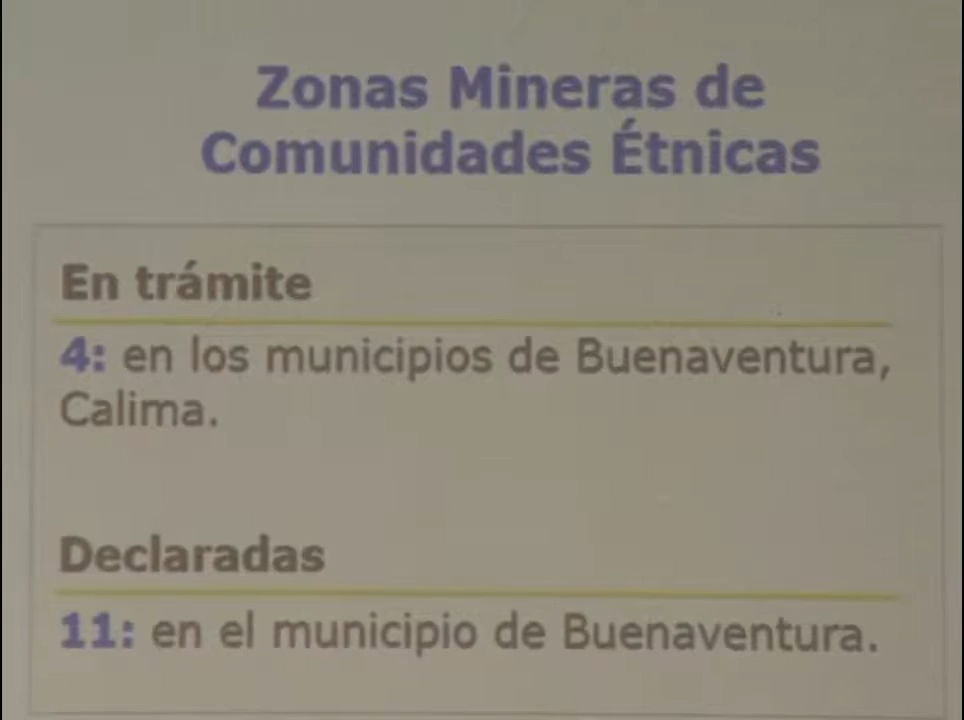 Zonas Mineras de
Comunidades Étnicas
En trámite
4: en los municipios de Buenaventura,
Calima.
Declaradas
11: en el municipio de Buenaventura.